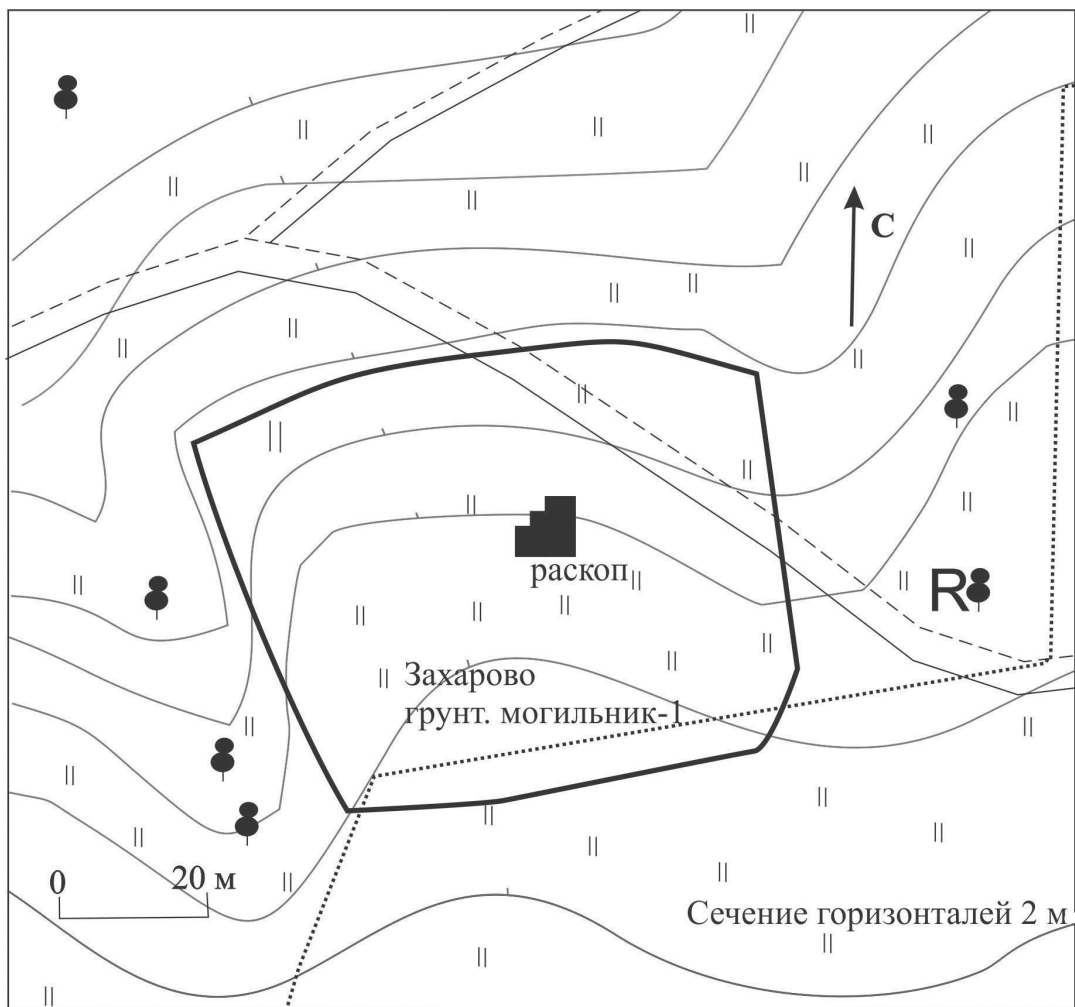 С
раскоп
R
Захарово
грунт. могильник-1
0 20 м
Сечение горизонталей 2 м